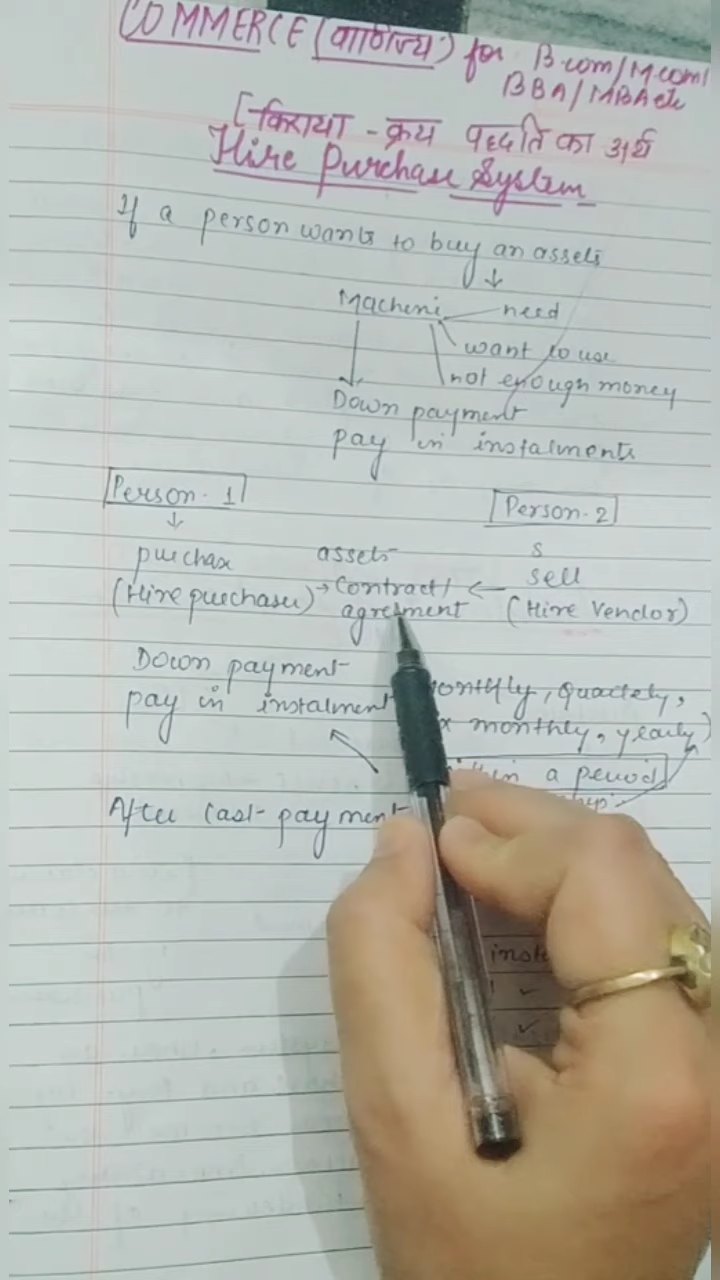 COMMERCE (वाणिज्य) for B.com/M.com/
BBA/MBA etc
[किराया - क्रय पद्दति का अर्थ
Hire Purchase System
If a person wants to buy an assets
↓
Macheni need
want to use
not enough money
Down payment
pay in instalments
Person-1
Person-2
↓
purchase assets s
sell
(Hire purchaser) → contract/ ← (Hire Vendor)
agreement
Down payment
pay in instalment monthly, quartely,
monthly, yearly)
in a period
After last payment